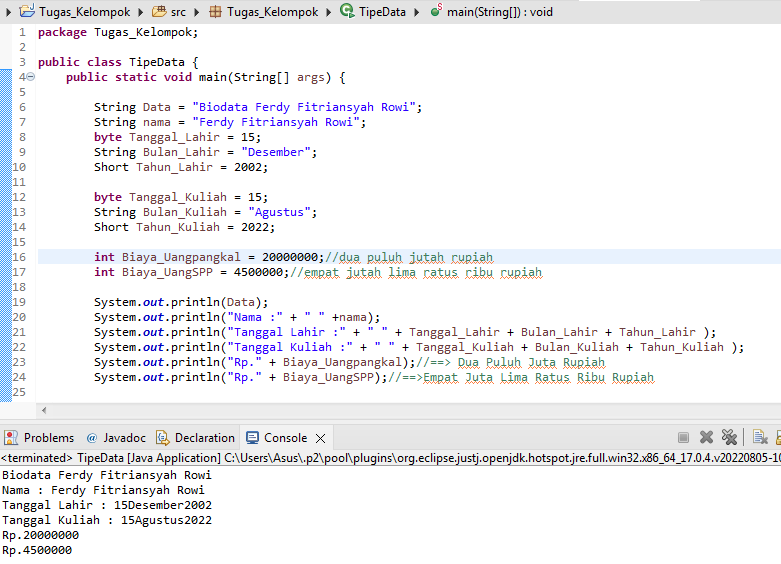 Tugas_Kelompok src Tugas_Kelompok TipeData main(String[]) : void
1 package Tugas_Kelompok;
2
3 public class TipeData {
4 public static void main(String[] args) {
5
6 String Data = "Biodata Ferdy Fitriansyah Rowi";
7 String nama = "Ferdy Fitriansyah Rowi";
8 byte Tanggal_Lahir = 15;
9 String Bulan_Lahir = "Desember";
10 Short Tahun_Lahir = 2002;
11
12 byte Tanggal_Kuliah = 15;
13 String Bulan_Kuliah = "Agustus";
14 Short Tahun_Kuliah = 2022;
15
16 int Biaya_Uangpangkal = 20000000;//dua puluh jutah rupiah
17 int Biaya_UangSPP = 4500000;//empat jutah lima ratus ribu rupiah
18
19 System.out.println(Data);
20 System.out.println("Nama :" + " " +nama);
21 System.out.println("Tanggal Lahir :" + " " + Tanggal_Lahir + Bulan_Lahir + Tahun_Lahir );
22 System.out.println("Tanggal Kuliah :" + " " + Tanggal_Kuliah + Bulan_Kuliah + Tahun_Kuliah );
23 System.out.println("Rp." + Biaya_Uangpangkal);//==> Dua Puluh Juta Rupiah
24 System.out.println("Rp." + Biaya_UangSPP);//==>Empat Juta Lima Ratus Ribu Rupiah
25
Problems @ Javadoc Declaration Console
<terminated> TipeData [Java Application] C:\Users\Asus\.p2\pool\plugins\org.eclipse.justj.openjdk.hotspot.jre.full.win32.x86_64_17.0.4.v20220805-10
Biodata Ferdy Fitriansyah Rowi
Nama : Ferdy Fitriansyah Rowi
Tanggal Lahir : 15Desember2002
Tanggal Kuliah : 15Agustus2022
Rp.20000000
Rp.4500000